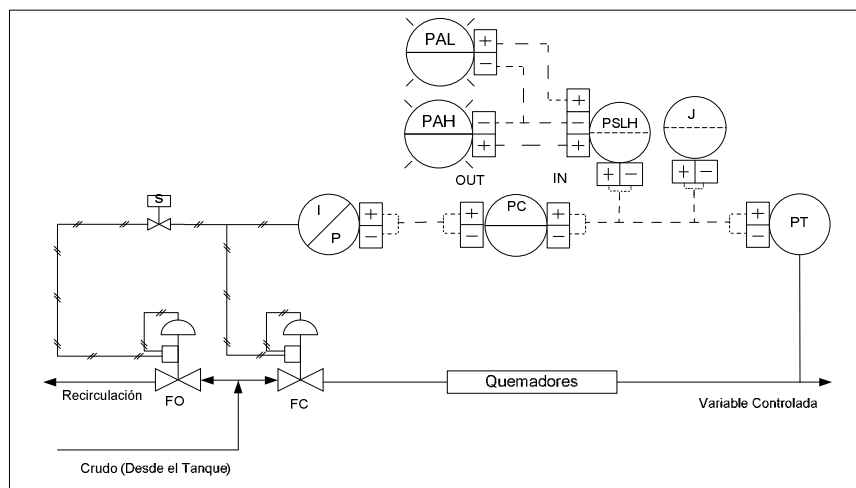 PAL
+
−
PAH
−
+
+
−
+
PSLH
+ −
J
+ −
OUT
IN
S
I
P
+
−
+
−
PC
+
−
+
−
PT
Recirculación
FO
FC
Quemadores
Variable Controlada
Crudo (Desde el Tanque)